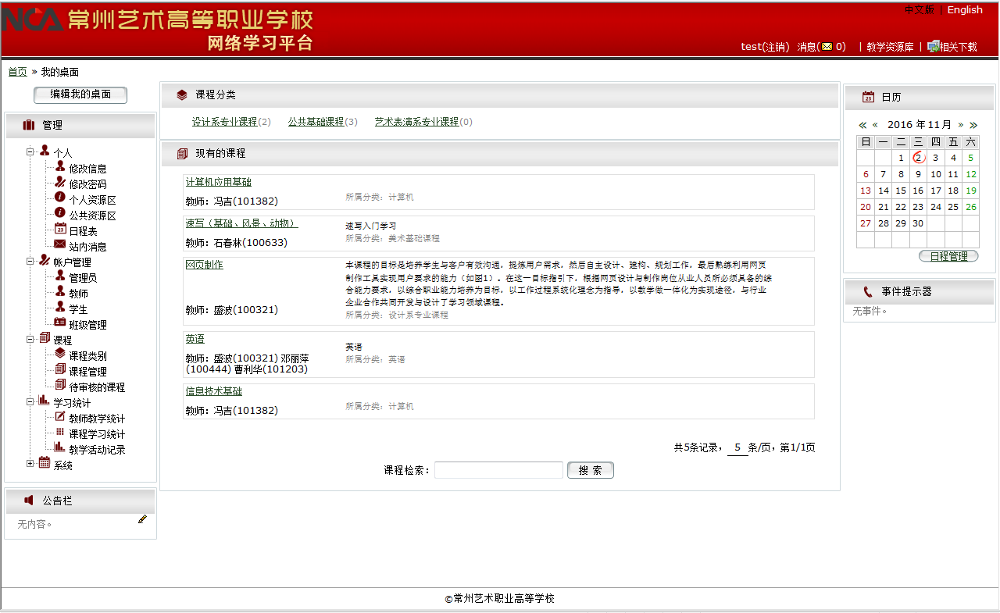 NCA 常州艺术高等职业学校
网络学习平台
中文版 | English
test(注销) 消息( 0) | 教学资源库 | 相关下载
首页 » 我的桌面
编辑我的桌面
管理
个人
修改信息
修改密码
个人资源区
公共资源区
日程表
站内消息
帐户管理
管理员
教师
学生
班级管理
课程
课程类别
课程管理
待审核的课程
学习统计
教师教学统计
课程学习统计
教学活动记录
系统
公告栏
无内容。
课程分类
设计系专业课程(2) 公共基础课程(3) 艺术表演系专业课程(0)
现有的课程
计算机应用基础
教师：冯吉(101382)
所属分类：计算机
速写（基础、风景、动物）
教师：石春林(100633)
速写入门学习
所属分类：美术基础课程
网页制作
教师：盛波(100321)
本课程的目标是培养学生与客户有效沟通，提炼用户需求，然后自主设计、建构、规划工作，最后熟练利用网页
制作工具实现用户要求的能力（如图1）。在这一目标指引下，根据网页设计与制作岗位从业人员所必须具备的综
合能力要求，以综合职业能力培养为目标，以工作过程系统化理念为指导，以教学做一体化为实现途径，与行业
企业合作共同开发与设计了学习领域课程。
所属分类：设计系专业课程
英语
教师：盛波(100321) 邓丽萍
(100444) 曹利华(101203)
英语
所属分类：英语
信息技术基础
教师：冯吉(101382)
所属分类：计算机
共5条记录， 5 条/页，第1/1页
课程检索： 搜 索
日历
23
« « 2016 年 11 月 » »
日 一 二 三 四 五 六
1 2 3 4 5
6 7 8 9 10 11 12
13 14 15 16 17 18 19
20 21 22 23 24 25 26
27 28 29 30
日程管理
事件提示器
无事件。
©常州艺术职业高等学校